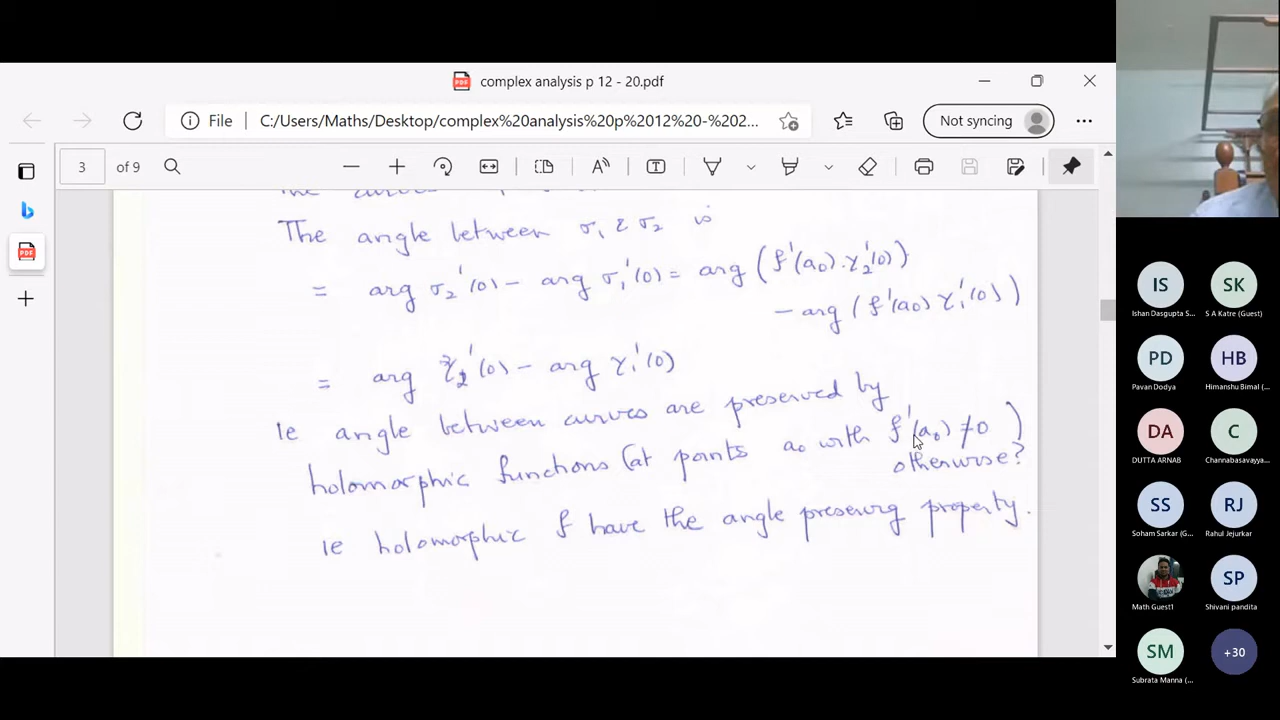 complex analysis p 12 - 20.pdf
File C:/Users/Maths/Desktop/complex%20analysis%20p%2012%20-%202...
Not syncing
3 of 9
the curves
The angle between σ₁ & σ₂ is
= arg σ₂'(0) - arg σ₁'(0) = arg (f'(a₀).γ₂'(0))
- arg (f'(a₀) γ₁'(0))
= arg γ₂'(0) - arg γ₁'(0)
ie angle between curves are preserved by
holomorphic functions (at points a₀ with f'(a₀) ≠ 0)
otherwise?
ie holomorphic f have the angle preserving property.
IS SK
Ishan Dasgupta S... S A Katre (Guest)
PD HB
Pavan Dodya Himanshu Bimal (...
DA C
DUTTA ARNAB Channabasavayya...
SS RJ
Soham Sarkar (G... Rahul Jejurkar
SP
Math Guest1 Shivani pandita
SM +30
Subrata Manna (...